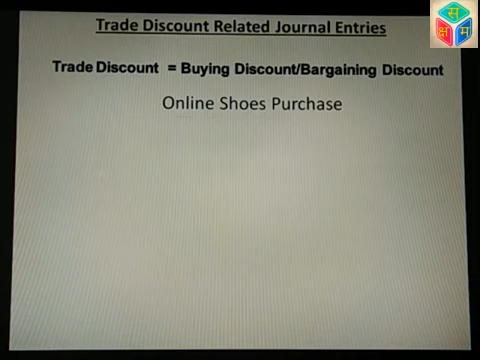 Trade Discount Related Journal Entries
स
क्ष
म
Trade Discount = Buying Discount/Bargaining Discount
Online Shoes Purchase